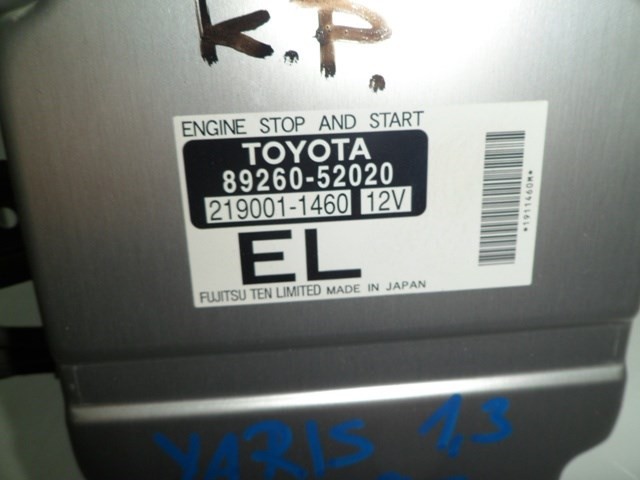 K.P.
ENGINE STOP AND START
TOYOTA
89260-52020
219001-1460 12V
EL
FUJITSU TEN LIMITED MADE IN JAPAN
*1911460M*
YARIS 1,3